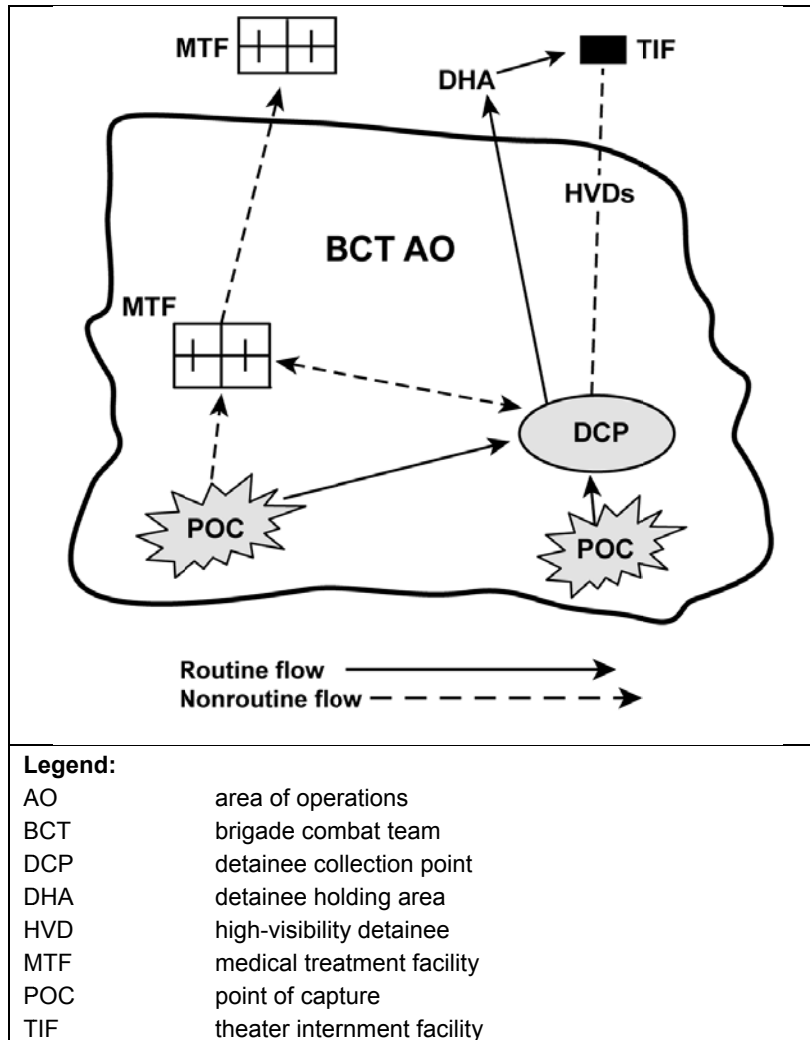 MTF
TIF
DHA
HVDs
BCT AO
MTF
DCP
POC
POC
Routine flow
Nonroutine flow
Legend:
AO area of operations
BCT brigade combat team
DCP detainee collection point
DHA detainee holding area
HVD high-visibility detainee
MTF medical treatment facility
POC point of capture
TIF theater internment facility